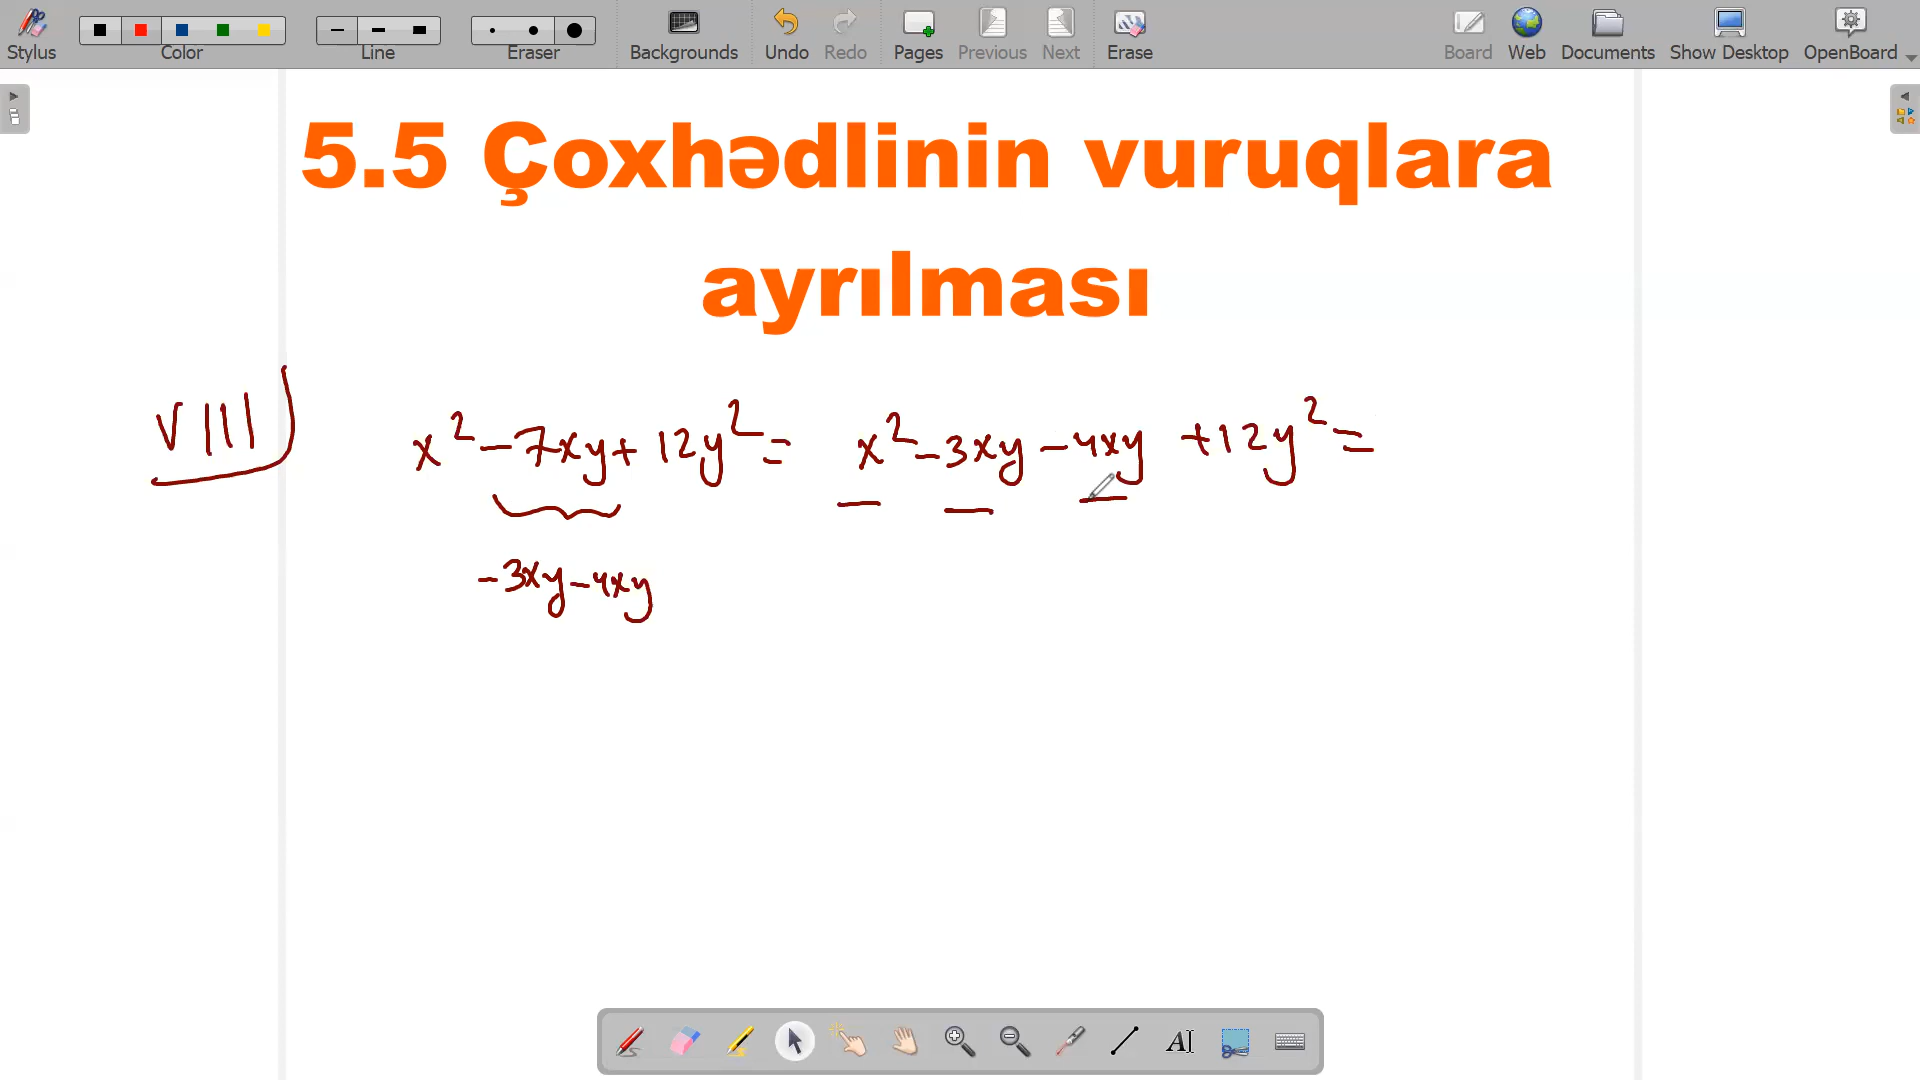 Stylus Color Line Eraser Backgrounds Undo Redo Pages Previous Next Erase Board Web Documents Show Desktop OpenBoard
5.5 Çoxhədlinin vuruqlara
ayrılması
VIII) x² - 7xy + 12y² = x² - 3xy - 4xy + 12y² =
-3xy - 4xy